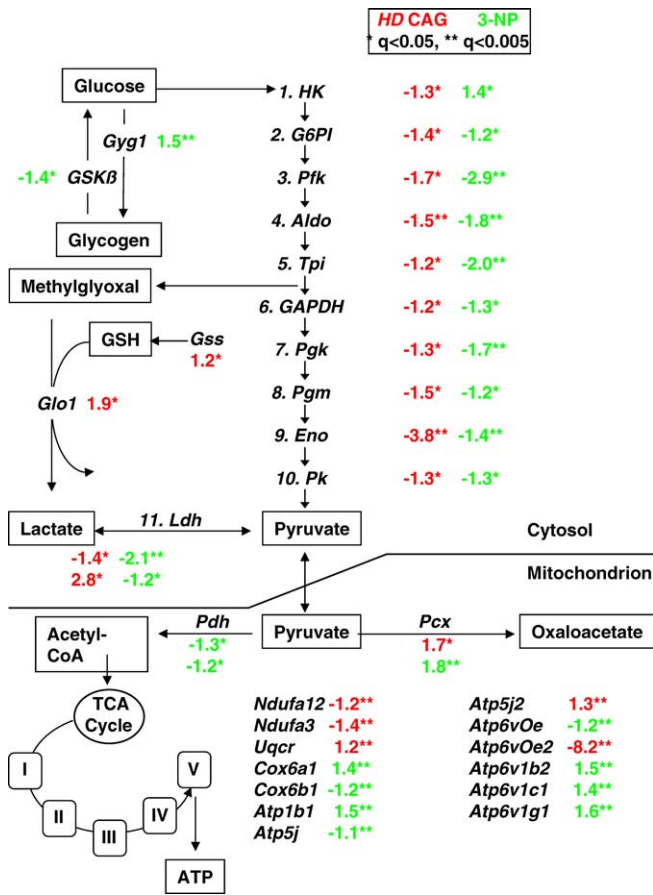 HD CAG 3-NP
* q<0.05, ** q<0.005
Glucose
1. HK -1.3* 1.4*
Gyg1 1.5**
2. G6PI -1.4* -1.2*
-1.4* GSKß
3. Pfk -1.7* -2.9**
Glycogen
4. Aldo -1.5** -1.8**
5. Tpi -1.2* -2.0**
Methylglyoxal
6. GAPDH -1.2* -1.3*
GSH Gss
1.2*
7. Pgk -1.3* -1.7**
Glo1 1.9*
8. Pgm -1.5* -1.2*
9. Eno -3.8** -1.4**
10. Pk -1.3* -1.3*
Lactate 11. Ldh Pyruvate Cytosol
-1.4* -2.1**
2.8* -1.2*
Mitochondrion
Acetyl-
CoA
Pdh
-1.3*
-1.2*
Pyruvate
Pcx
1.7*
1.8**
Oxaloacetate
TCA
Cycle
I
II
III
IV
V
ATP
Ndufa12 -1.2**
Ndufa3 -1.4**
Uqcr 1.2**
Cox6a1 1.4**
Cox6b1 -1.2**
Atp1b1 1.5**
Atp5j -1.1**
Atp5j2 1.3**
Atp6vOe -1.2**
Atp6vOe2 -8.2**
Atp6v1b2 1.5**
Atp6v1c1 1.4**
Atp6v1g1 1.6**